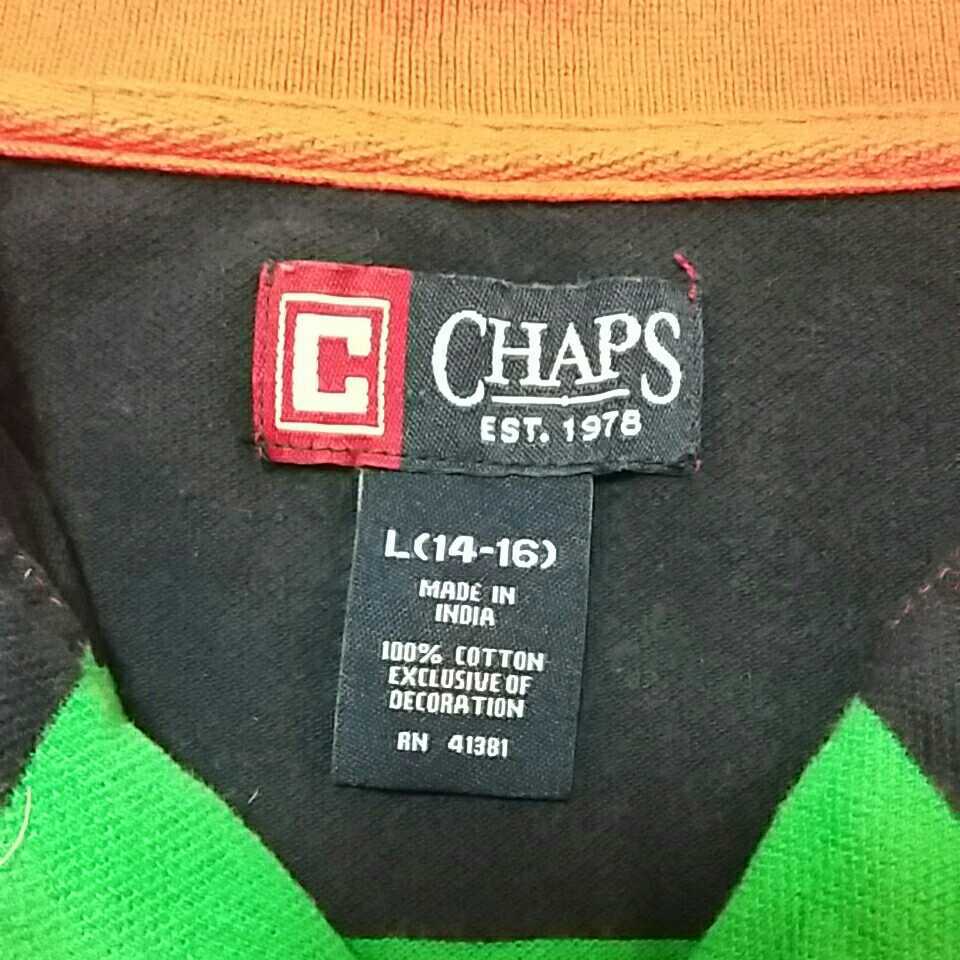 C CHAPS
EST. 1978
L(14-16)
MADE IN
INDIA
100% COTTON
EXCLUSIVE OF
DECORATION
RN 41381